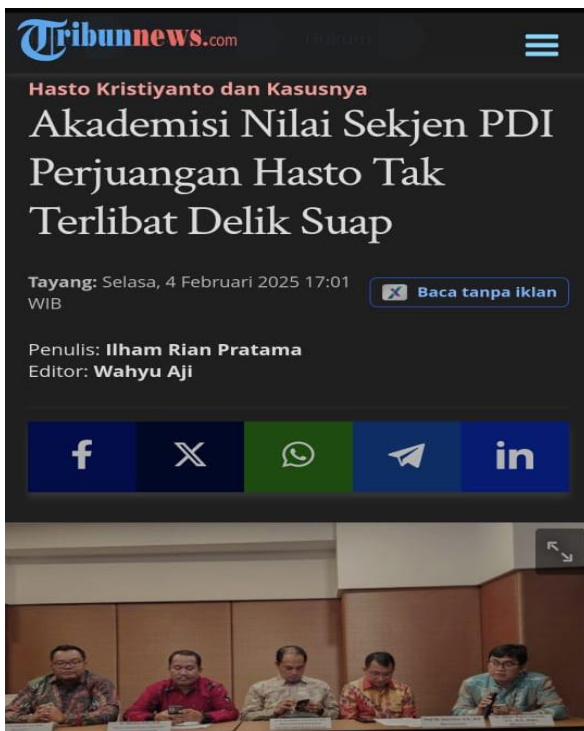 Tribunnews.com
Hasto Kristiyanto dan Kasusnya
Akademisi Nilai Sekjen PDI
Perjuangan Hasto Tak
Terlibat Delik Suap
Tayang: Selasa, 4 Februari 2025 17:01
WIB
Baca tanpa iklan
Penulis: Ilham Rian Pratama
Editor: Wahyu Aji